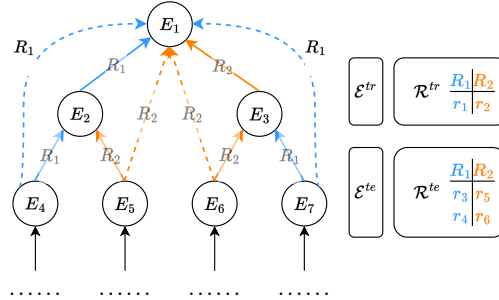 E₁
R₁ R₁
R₁ R₂
E₂ R₂ R₂ E₃
ℰᵗʳ ℛᵗʳ R₁ R₂
r₁ r₂
R₁ R₂ R₂ R₁
E₄ E₅ E₆ E₇
ℰᵗᵉ ℛᵗᵉ R₁ R₂
r₃ r₅
r₄ r₆
...... ...... ...... ......